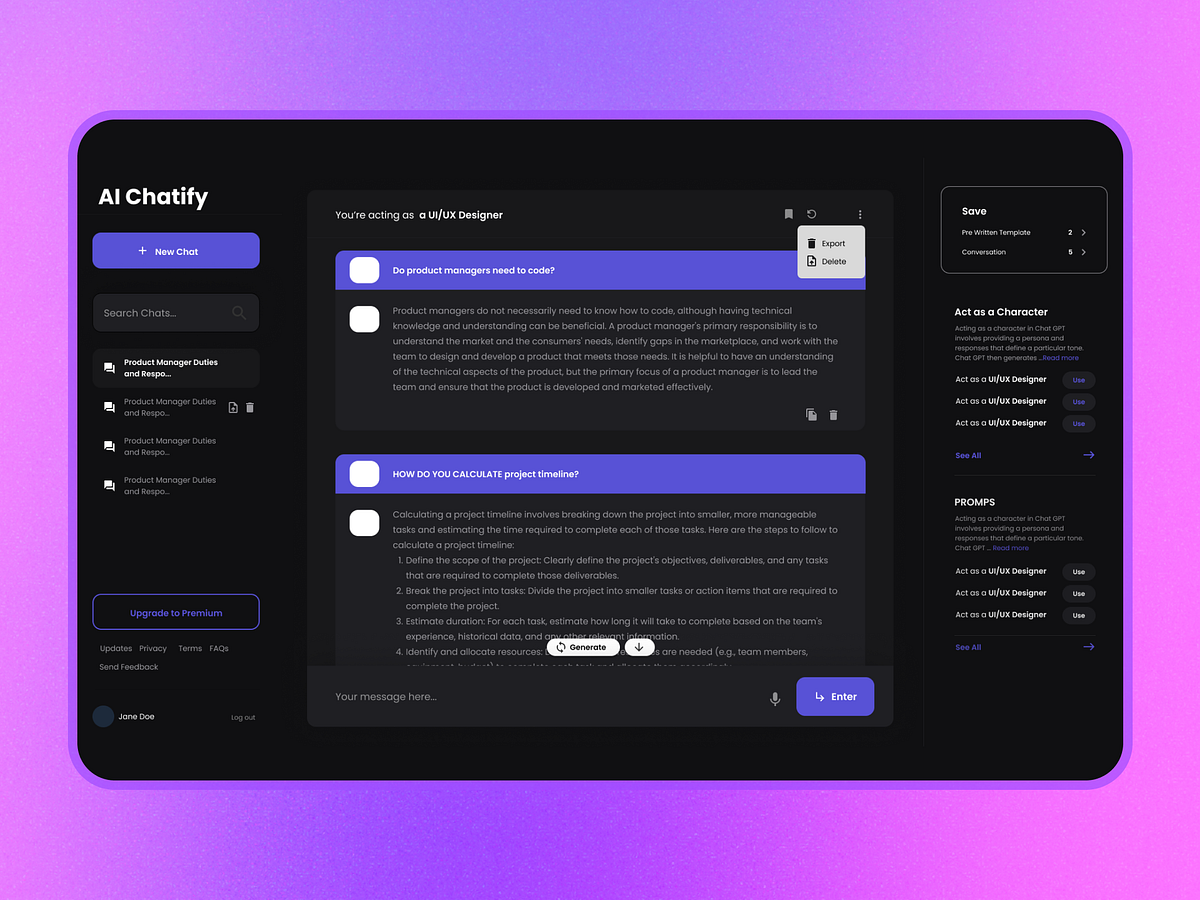 AI Chatify
+ New Chat
Search Chats...
Product Manager Duties
and Respo...
Product Manager Duties
and Respo...
Product Manager Duties
and Respo...
Product Manager Duties
and Respo...
Upgrade to Premium
Updates Privacy Terms FAQs
Send Feedback
Jane Doe
Log out
You're acting as a UI/UX Designer
Export
Delete
Do product managers need to code?
Product managers do not necessarily need to know how to code, although having technical
knowledge and understanding can be beneficial. A product manager's primary responsibility is to
understand the market and the consumers' needs, identify gaps in the marketplace, and work with the
team to design and develop a product that meets those needs. It is helpful to have an understanding
of the technical aspects of the product, but the primary focus of a product manager is to lead the
team and ensure that the product is developed and marketed effectively.
HOW DO YOU CALCULATE project timeline?
Calculating a project timeline involves breaking down the project into smaller, more manageable
tasks and estimating the time required to complete each of those tasks. Here are the steps to follow to
calculate a project timeline:
1. Define the scope of the project: Clearly define the project's objectives, deliverables, and any tasks
that are required to complete those deliverables.
2. Break the project into tasks: Divide the project into smaller tasks or action items that are required to
complete the project.
3. Estimate duration: For each task, estimate how long it will take to complete based on the team's
experience, historical data, and any other relevant information.
4. Identify and allocate resources: are needed (e.g., team members,
Generate
Your message here...
Enter
Save
Pre Written Template 2
Conversation 5
Act as a Character
Acting as a character in Chat GPT
involves providing a persona and
responses that define a particular tone.
Chat GPT then generates ...Read more
Act as a UI/UX Designer Use
Act as a UI/UX Designer Use
Act as a UI/UX Designer Use
See All
PROMPS
Acting as a character in Chat GPT
involves providing a persona and
responses that define a particular tone.
Chat GPT ... Read more
Act as a UI/UX Designer Use
Act as a UI/UX Designer Use
Act as a UI/UX Designer Use
See All